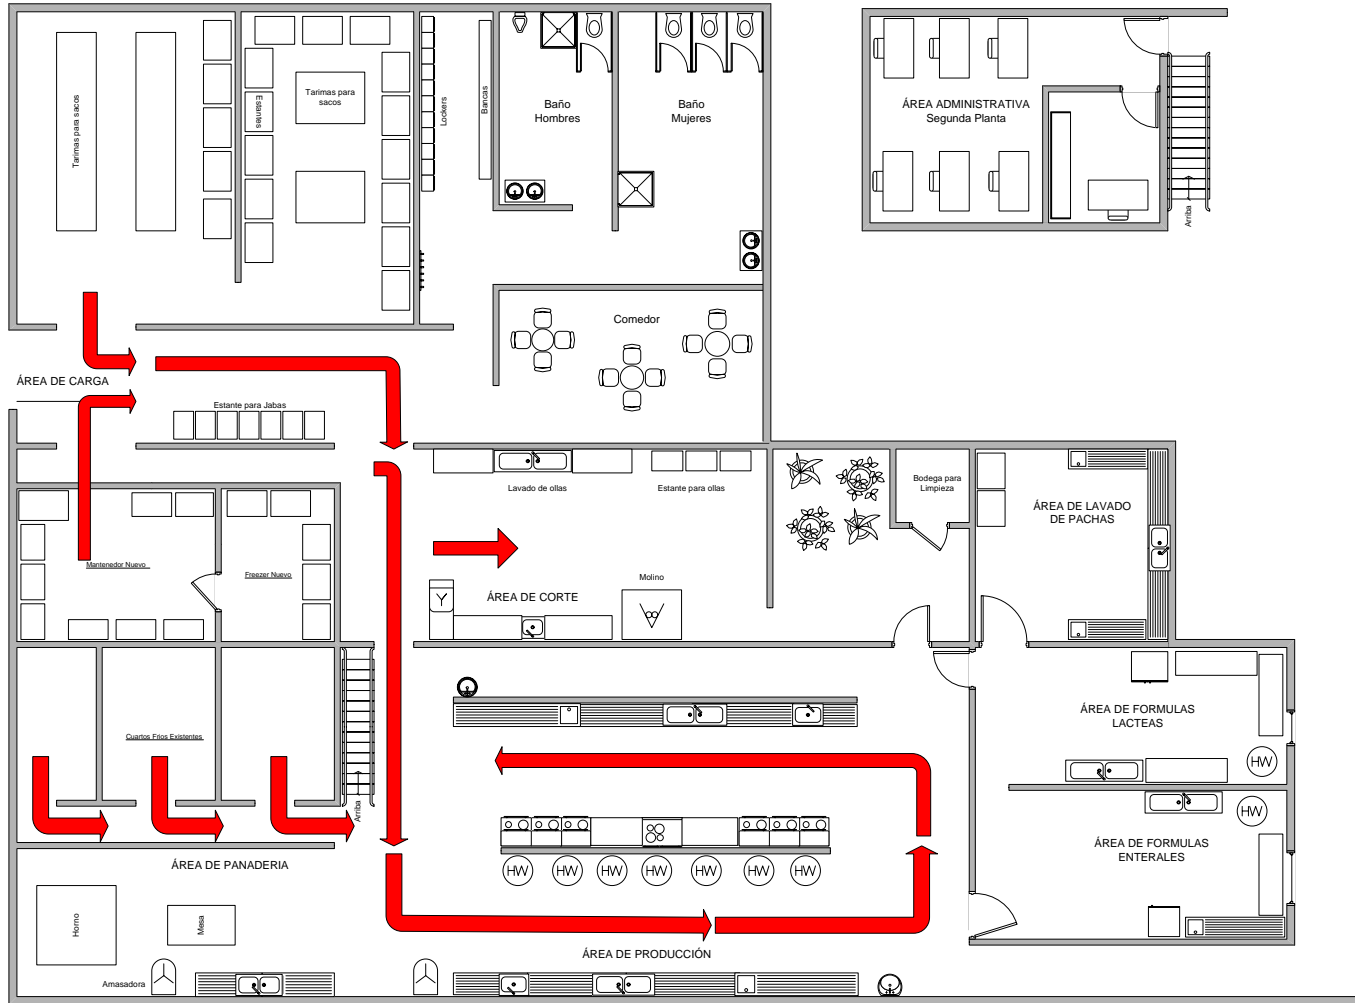 Tarimas para sacos
Estantes
Tarimas para
sacos
Lockers
Bancas
Baño
Hombres
Baño
Mujeres
ÁREA ADMINISTRATIVA
Segunda Planta
Arriba
Comedor
ÁREA DE CARGA
Estante para Jabas
Lavado de ollas
Estante para ollas
Bodega para
Limpieza
ÁREA DE LAVADO
DE PACHAS
Mantenedor Nuevo
Freezer Nuevo
Molino
ÁREA DE CORTE
ÁREA DE FORMULAS
LACTEAS
HW
Cuartos Frios Existentes
Arriba
HW
ÁREA DE FORMULAS
ENTERALES
ÁREA DE PANADERIA
HW
HW
HW
HW
HW
HW
HW
Horno
Mesa
ÁREA DE PRODUCCIÓN
Amasadora